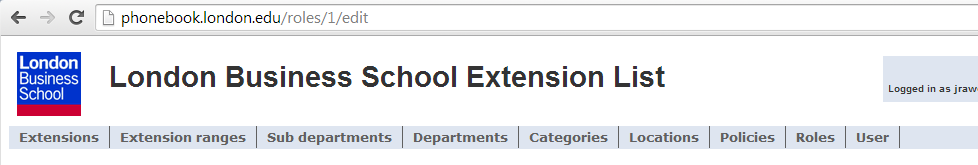 phonebook.london.edu/roles/1/edit
London
Business
School
London Business School Extension List
Logged in as jraw
Extensions Extension ranges Sub departments Departments Categories Locations Policies Roles User